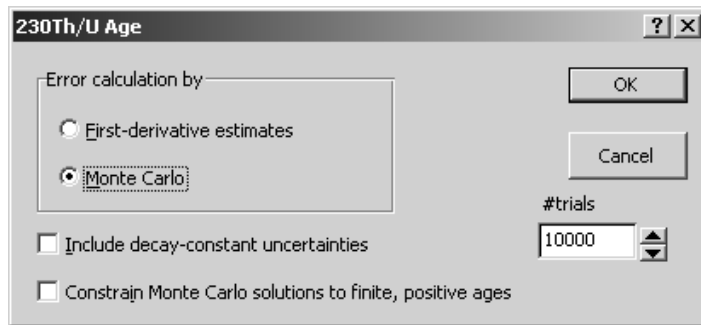 230Th/U Age
Error calculation by
First-derivative estimates
Monte Carlo
OK
Cancel
#trials
10000
Include decay-constant uncertainties
Constrain Monte Carlo solutions to finite, positive ages